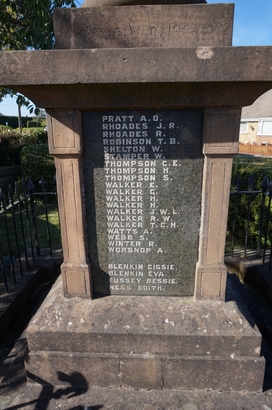 PRATT A.O.
RHOADES J.R.
RHOADES R.
ROBINSON T.B.
SHELTON W.
STAMPER W.
THOMPSON C.E.
THOMPSON H.
THOMPSON S.
WALKER E.
WALKER C.
WALKER H.
WALKER H.
WALKER J.W.L.
WALKER R.W.
WALKER T.C.H.
WATTS A.
WEBB S.
WINTER R.
WORSNOP A.
BLENKIN CISSIE.
BLENKIN EVA.
PUSSEY BESSIE.
NESS EDITH.